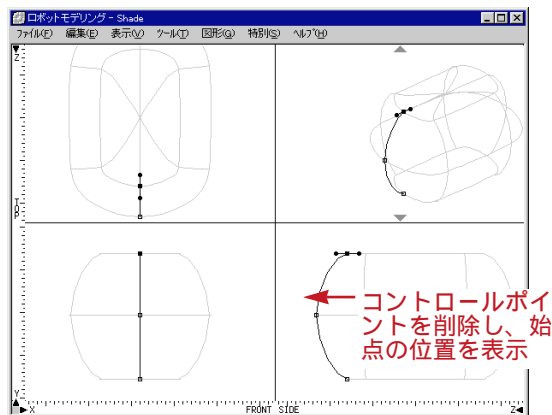 ロボットモデリング - Shade
ファイル(F) 編集(E) 表示(V) ツール(T) 図形(G) 特別(S) ヘルプ(H)
Z
TOP
コントロールポイ
ントを削除し、始
点の位置を表示
Y
X FRONT SIDE Z